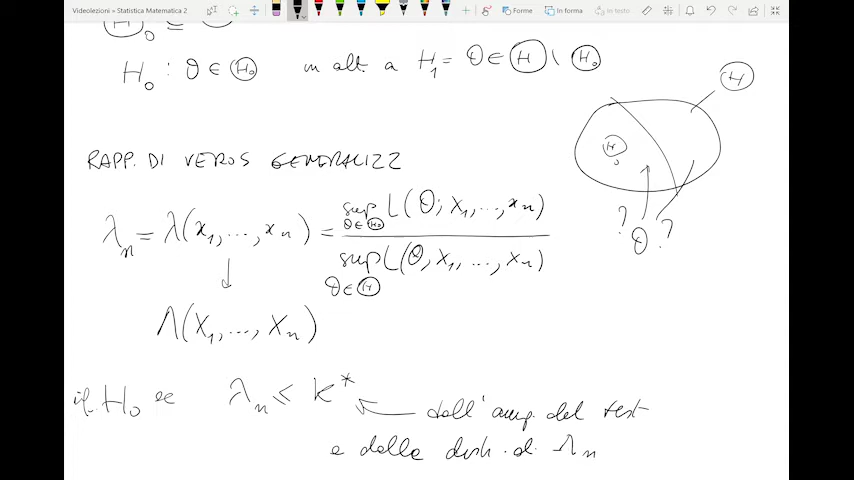 Videolezioni » Statistica Matematica 2
Forme
In forma
In testo
Θ₀ ⊆ Θ
H₀ : θ ∈ Θ₀ in alt. a H₁ = θ ∈ Θ \ Θ₀
Θ
Θ₀
? θ ?
RAPP. DI VEROS GENERALIZZ
λₙ = λ(x₁, ..., xₙ) = sup θ∈Θ₀ L(θ; x₁, ..., xₙ) / sup θ∈Θ L(θ, x₁, ..., xₙ)
↓
Λ(X₁, ..., Xₙ)
H₀ se λₙ ≤ k* ← dall'amp. del test
e dalla distr. di Λₙ